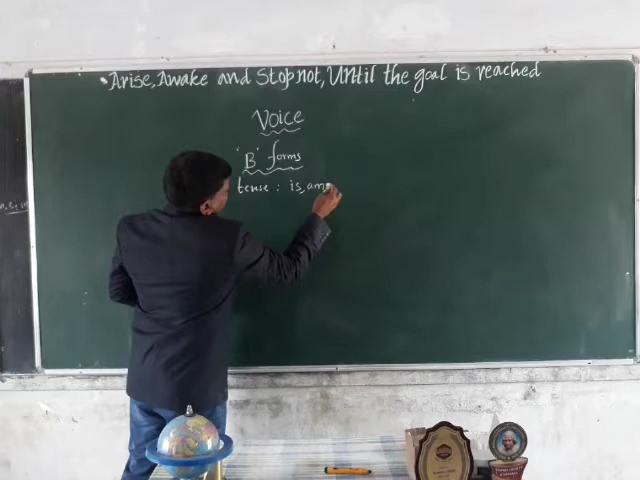 Arise, Awake and Stop not, Until the goal is reached
Voice
'B' forms
tense : is, am